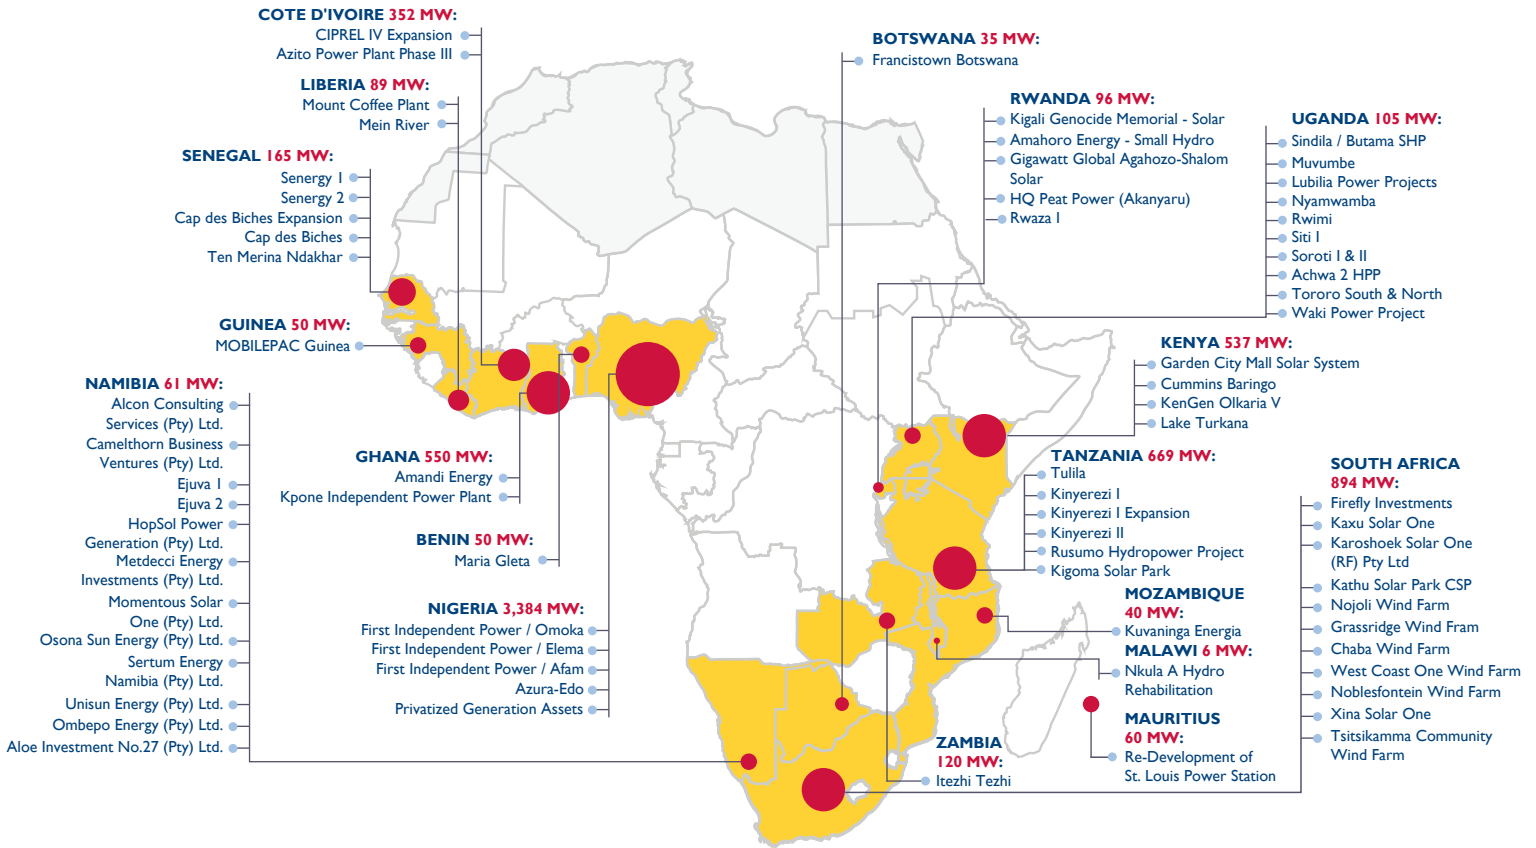 COTE D'IVOIRE 352 MW:
CIPREL IV Expansion
Azito Power Plant Phase III
LIBERIA 89 MW:
Mount Coffee Plant
Mein River
SENEGAL 165 MW:
Senergy 1
Senergy 2
Cap des Biches Expansion
Cap des Biches
Ten Merina Ndakhar
GUINEA 50 MW:
MOBILEPAC Guinea
NAMIBIA 61 MW:
Alcon Consulting
Services (Pty) Ltd.
Camelthorn Business
Ventures (Pty) Ltd.
Ejuva 1
Ejuva 2
HopSol Power
Generation (Pty) Ltd.
Metdecci Energy
Investments (Pty) Ltd.
Momentous Solar
One (Pty) Ltd.
Osona Sun Energy (Pty) Ltd.
Sertum Energy
Namibia (Pty) Ltd.
Unisun Energy (Pty) Ltd.
Ombepo Energy (Pty) Ltd.
Aloe Investment No.27 (Pty) Ltd.
GHANA 550 MW:
Amandi Energy
Kpone Independent Power Plant
BENIN 50 MW:
Maria Gleta
NIGERIA 3,384 MW:
First Independent Power / Omoka
First Independent Power / Elema
First Independent Power / Afam
Azura-Edo
Privatized Generation Assets
BOTSWANA 35 MW:
Francistown Botswana
RWANDA 96 MW:
Kigali Genocide Memorial - Solar
Amahoro Energy - Small Hydro
Gigawatt Global Agahozo-Shalom
Solar
HQ Peat Power (Akanyaru)
Rwaza I
UGANDA 105 MW:
Sindila / Butama SHP
Muvumbe
Lubilia Power Projects
Nyamwamba
Rwimi
Siti I
Soroti I & II
Achwa 2 HPP
Tororo South & North
Waki Power Project
KENYA 537 MW:
Garden City Mall Solar System
Cummins Baringo
KenGen Olkaria V
Lake Turkana
TANZANIA 669 MW:
Tulila
Kinyerezi I
Kinyerezi I Expansion
Kinyerezi II
Rusumo Hydropower Project
Kigoma Solar Park
MOZAMBIQUE
40 MW:
Kuvaninga Energia
MALAWI 6 MW:
Nkula A Hydro
Rehabilitation
MAURITIUS
60 MW:
Re-Development of
St. Louis Power Station
ZAMBIA
120 MW:
Itezhi Tezhi
SOUTH AFRICA
894 MW:
Firefly Investments
Kaxu Solar One
Karoshoek Solar One
(RF) Pty Ltd
Kathu Solar Park CSP
Nojoli Wind Farm
Grassridge Wind Fram
Chaba Wind Farm
West Coast One Wind Farm
Noblesfontein Wind Farm
Xina Solar One
Tsitsikamma Community
Wind Farm